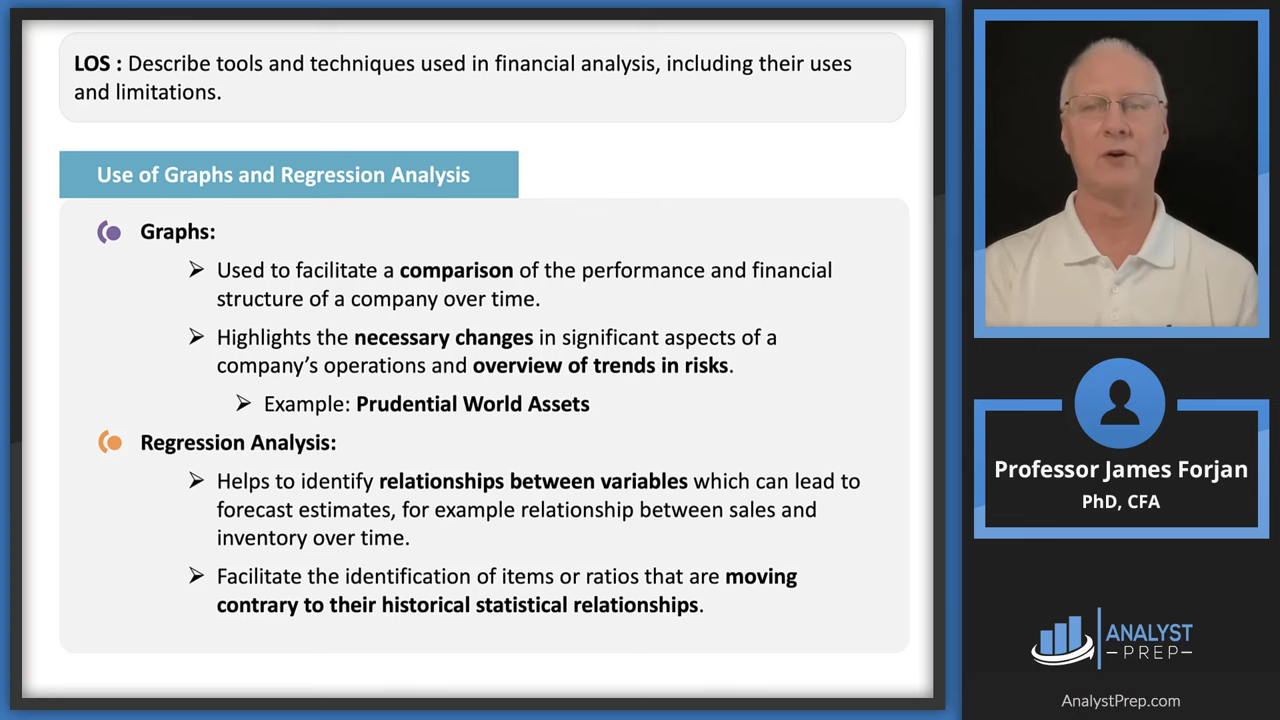 LOS : Describe tools and techniques used in financial analysis, including their uses
and limitations.
Use of Graphs and Regression Analysis
Graphs:
Used to facilitate a comparison of the performance and financial
structure of a company over time.
Highlights the necessary changes in significant aspects of a
company's operations and overview of trends in risks.
Example: Prudential World Assets
Regression Analysis:
Helps to identify relationships between variables which can lead to
forecast estimates, for example relationship between sales and
inventory over time.
Facilitate the identification of items or ratios that are moving
contrary to their historical statistical relationships.
Professor James Forjan
PhD, CFA
ANALYST
PREP
AnalystPrep.com